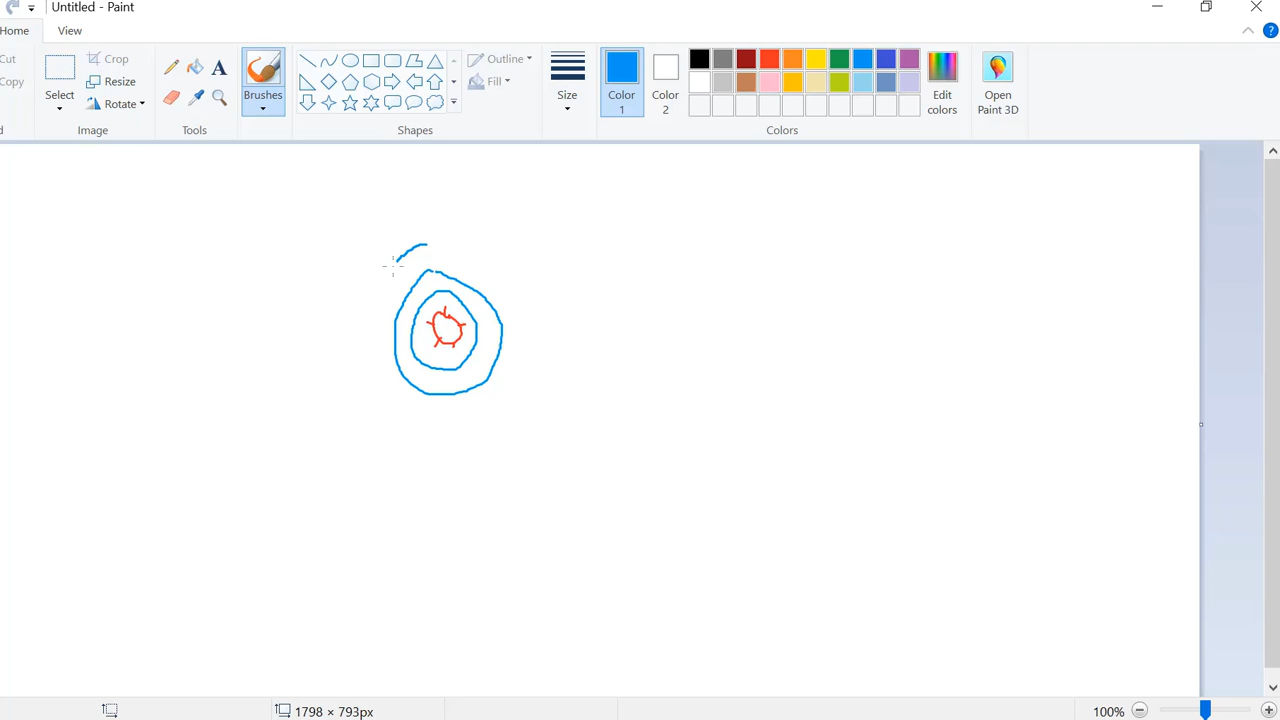 Untitled - Paint
Home View
Cut
Copy
Crop
Resize
Rotate
Select
Image
A
Tools
Brushes
Outline
Fill
Shapes
Size
Color
1
Color
2
Colors
Edit
colors
Open
Paint 3D
?
1798 × 793px
100%